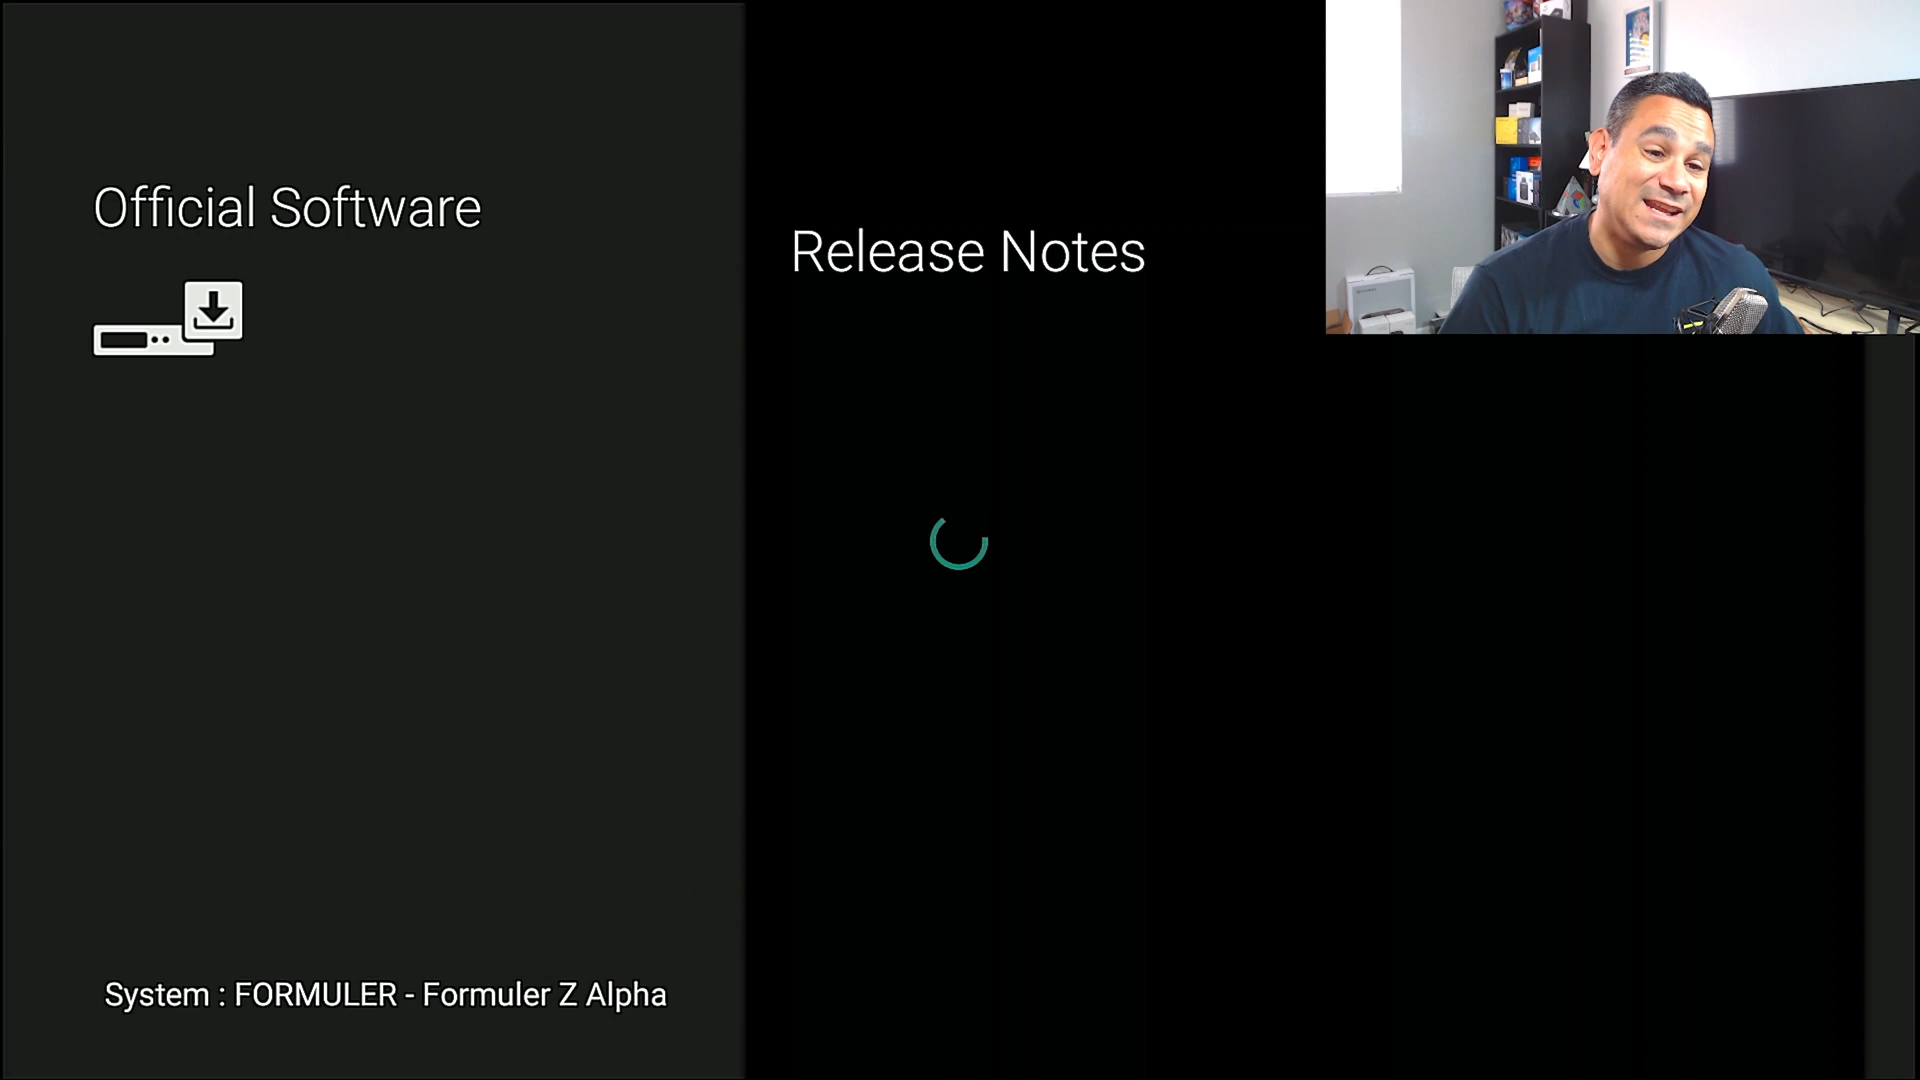 Official Software
Release Notes
System : FORMULER - Formuler Z Alpha